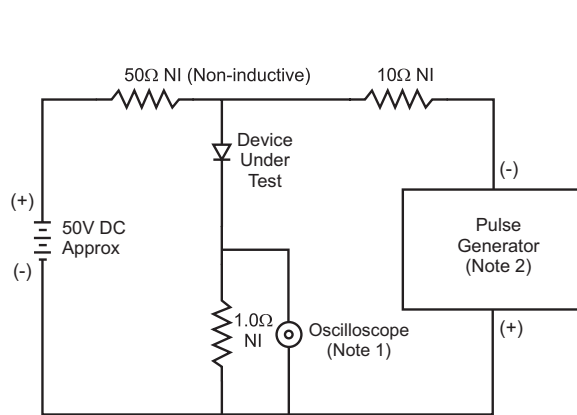 50Ω NI (Non-inductive)
10Ω NI
Device
Under
Test
(+)
50V DC
Approx
(-)
(-)
Pulse
Generator
(Note 2)
(+)
1.0Ω
NI
Oscilloscope
(Note 1)